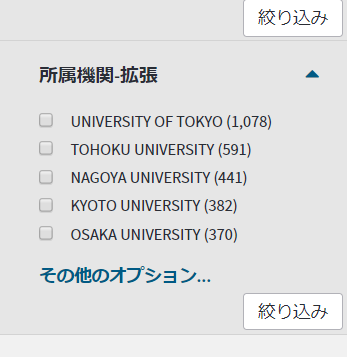 絞り込み
所属機関-拡張
UNIVERSITY OF TOKYO (1,078)
TOHOKU UNIVERSITY (591)
NAGOYA UNIVERSITY (441)
KYOTO UNIVERSITY (382)
OSAKA UNIVERSITY (370)
その他のオプション...
絞り込み